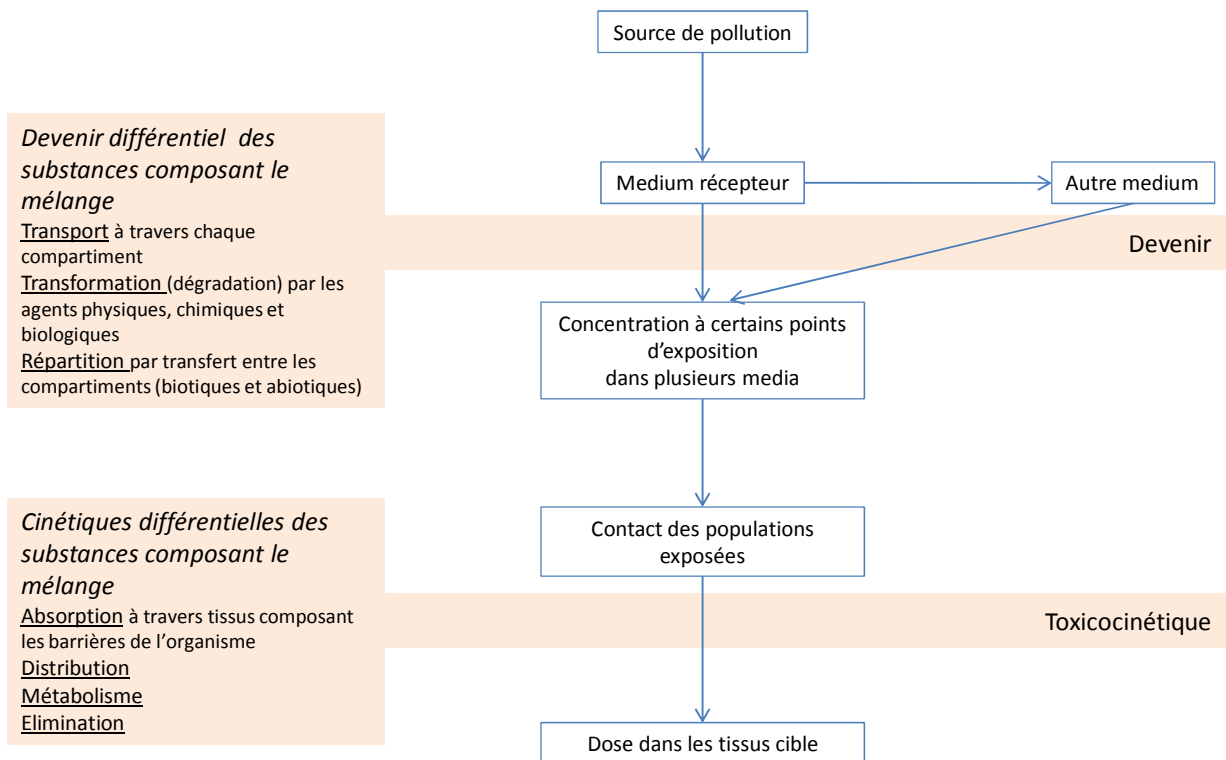 Source de pollution
Devenir différentiel des
substances composant le
mélange
Transport à travers chaque
compartiment
Transformation (dégradation) par les
agents physiques, chimiques et
biologiques
Répartition par transfert entre les
compartiments (biotiques et abiotiques)
Medium récepteur
Autre medium
Devenir
Concentration à certains points
d’exposition
dans plusieurs media
Cinétiques différentielles des
substances composant le
mélange
Absorption à travers tissus composant
les barrières de l’organisme
Distribution
Métabolisme
Elimination
Contact des populations
exposées
Toxicocinétique
Dose dans les tissus cible